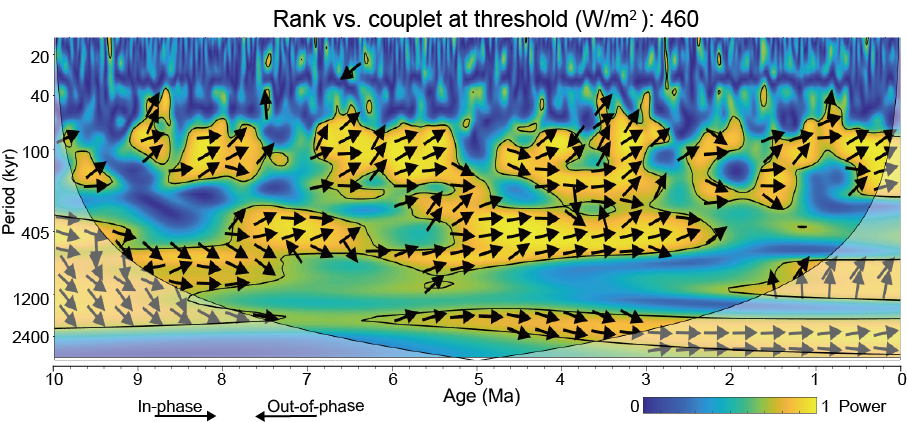 Rank vs. couplet at threshold (W/m²): 460
Period (kyr)
20
40
100
405
1200
2400
10 9 8 7 6 5 4 3 2 1 0
Age (Ma)
In-phase Out-of-phase
0 1 Power